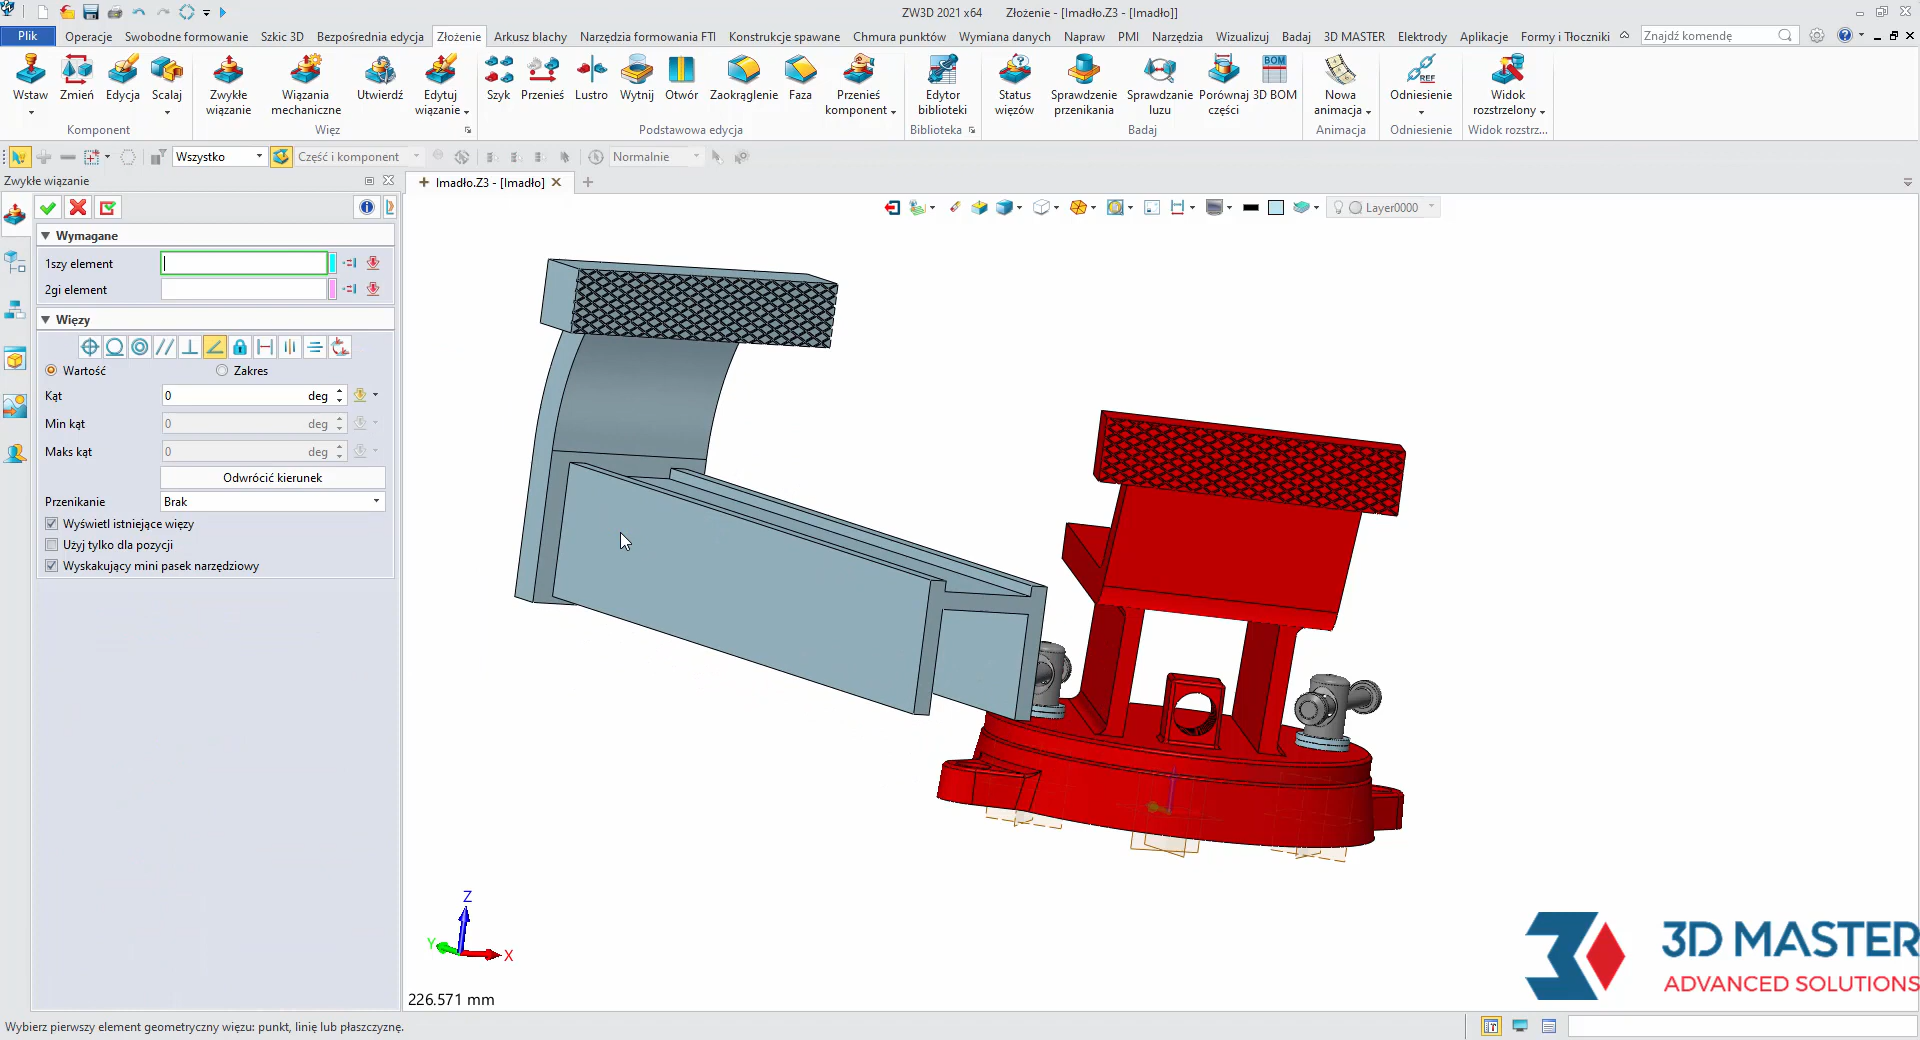 ZW3D 2021 x64 Złożenie - [Imadło.Z3 - [Imadło]]
Plik Operacje Swobodne formowanie Szkic 3D Bezpośrednia edycja Złożenie Arkusz blachy Narzędzia formowania FTI Konstrukcje spawane Chmura punktów Wymiana danych Napraw PMI Narzędzia Wizualizuj Badaj 3D MASTER Elektrody Aplikacje Formy i Tłoczniki Znajdź komendę
Wstaw Zmień Edycja Scalaj Zwykłe wiązanie Wiązania mechaniczne Utwierdź Edytuj wiązanie Szyk Przenieś Lustro Wytnij Otwór Zaokrąglenie Faza Przenieś komponent Edytor biblioteki Status więzów Sprawdzenie przenikania Sprawdzanie luzu Porównaj części BOM 3D BOM Nowa animacja REF Odniesienie Widok rozstrzelony
Komponent Więz Podstawowa edycja Biblioteka Badaj Animacja Odniesienie Widok rozstrz...
Wszystko Część i komponent Normalnie
Zwykłe wiązanie
Imadło.Z3 - [Imadło]
Layer0000
Wymagane
1szy element
2gi element
Więzy
Wartość Zakres
Kąt 0 deg
Min kąt 0 deg
Maks kąt 0 deg
Odwrócić kierunek
Przenikanie Brak
Wyświetl istniejące więzy
Użyj tylko dla pozycji
Wyskakujący mini pasek narzędziowy
Z
Y
X
226.571 mm
3D MASTER
ADVANCED SOLUTIONS
Wybierz pierwszy element geometryczny więzu: punkt, linię lub płaszczyznę.